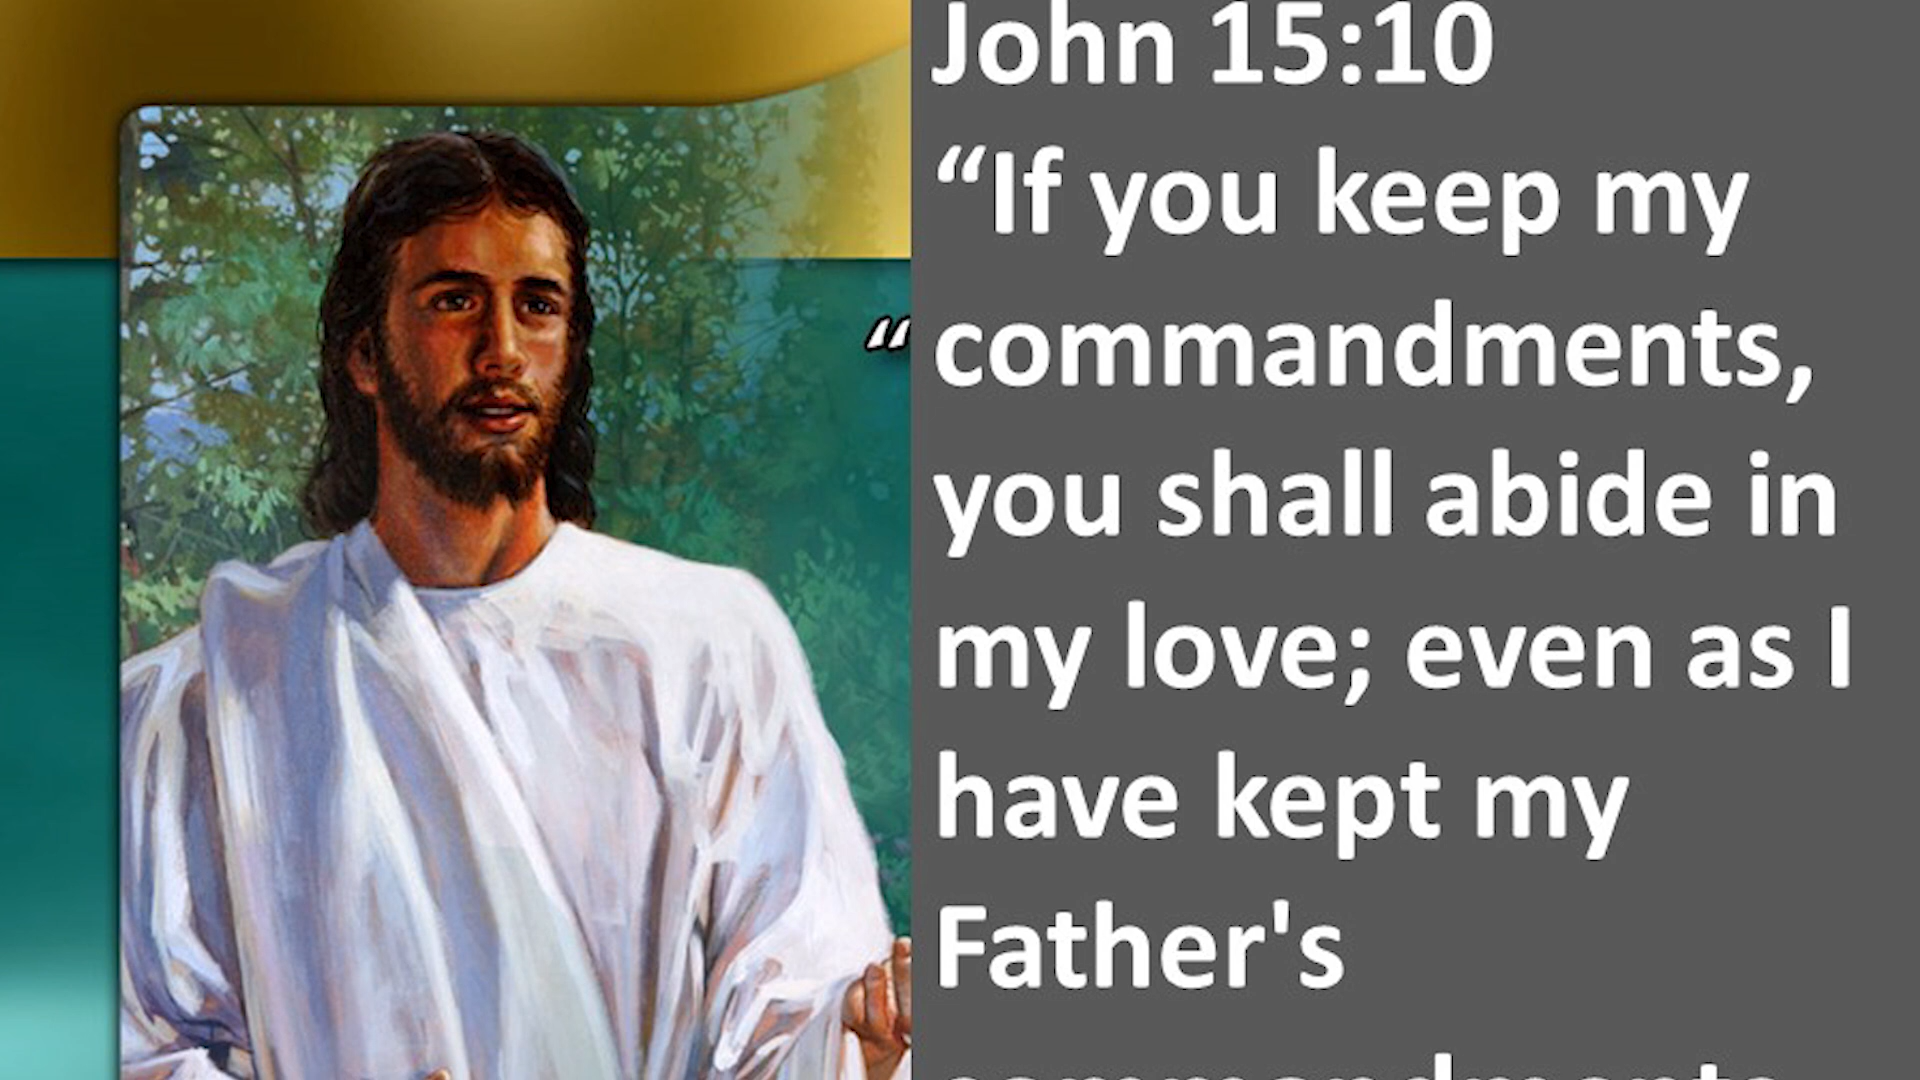 John 15:10
“If you keep my
commandments,
you shall abide in
my love; even as I
have kept my
Father's
“